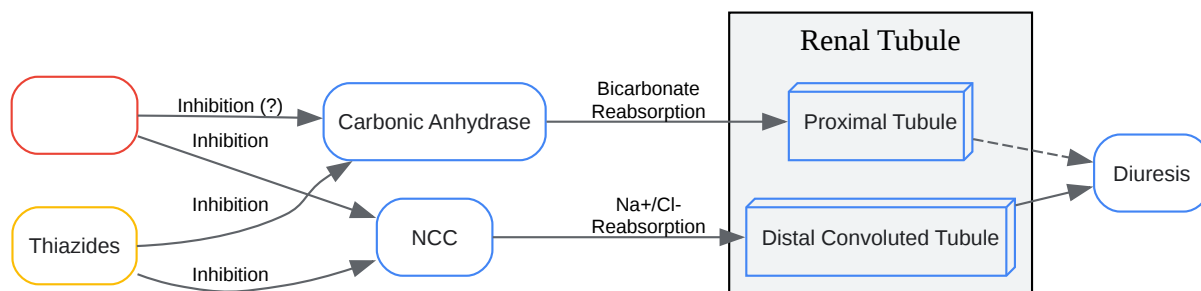 Renal Tubule
Inhibition (?)
Inhibition
Carbonic Anhydrase
Bicarbonate
Reabsorption
Proximal Tubule
Diuresis
Thiazides
Inhibition
Inhibition
NCC
Na+/Cl-
Reabsorption
Distal Convoluted Tubule